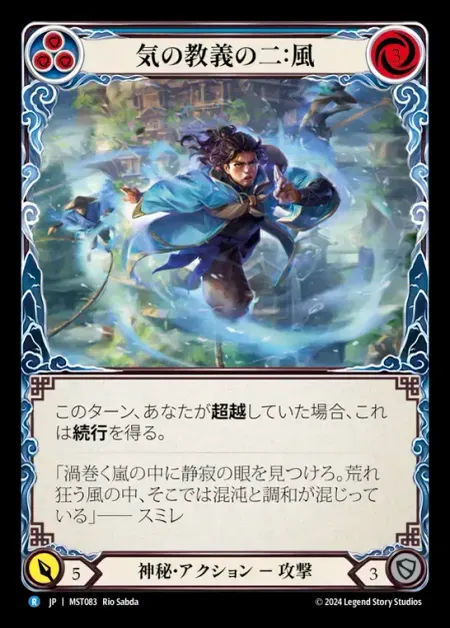 気の教義の二:風
3
このターン、あなたが超越していた場合、これ
は続行を得る。
「渦巻く嵐の中に静寂の眼を見つけろ。荒れ
狂う風の中、そこでは混沌と調和が混じって
いる」—— スミレ
5
神秘・アクション － 攻撃
3
R JP | MST083 Rio Sabda
© 2024 Legend Story Studios